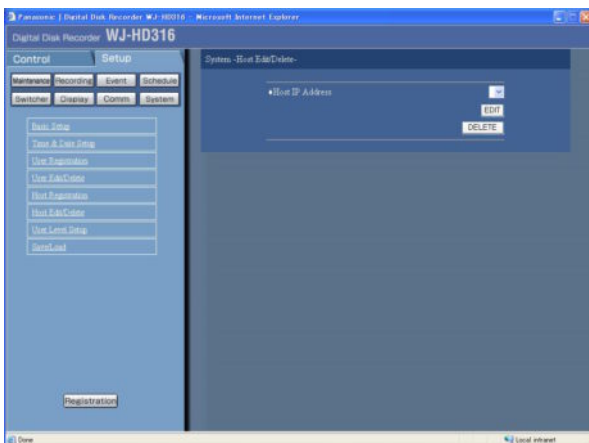 Panasonic | Digital Disk Recorder WJ-HD316 - Microsoft Internet Explorer
Digital Disk Recorder WJ-HD316
Control Setup
Maintenance Recording Event Schedule
Switcher Display Comm System
Basic Setup
Time & Date Setup
User Registration
User Edit/Delete
Host Registration
Host Edit/Delete
User Level Setup
Save/Load
Registration
System -Host Edit/Delete-
•Host IP Address
EDIT
DELETE
Done
Local intranet